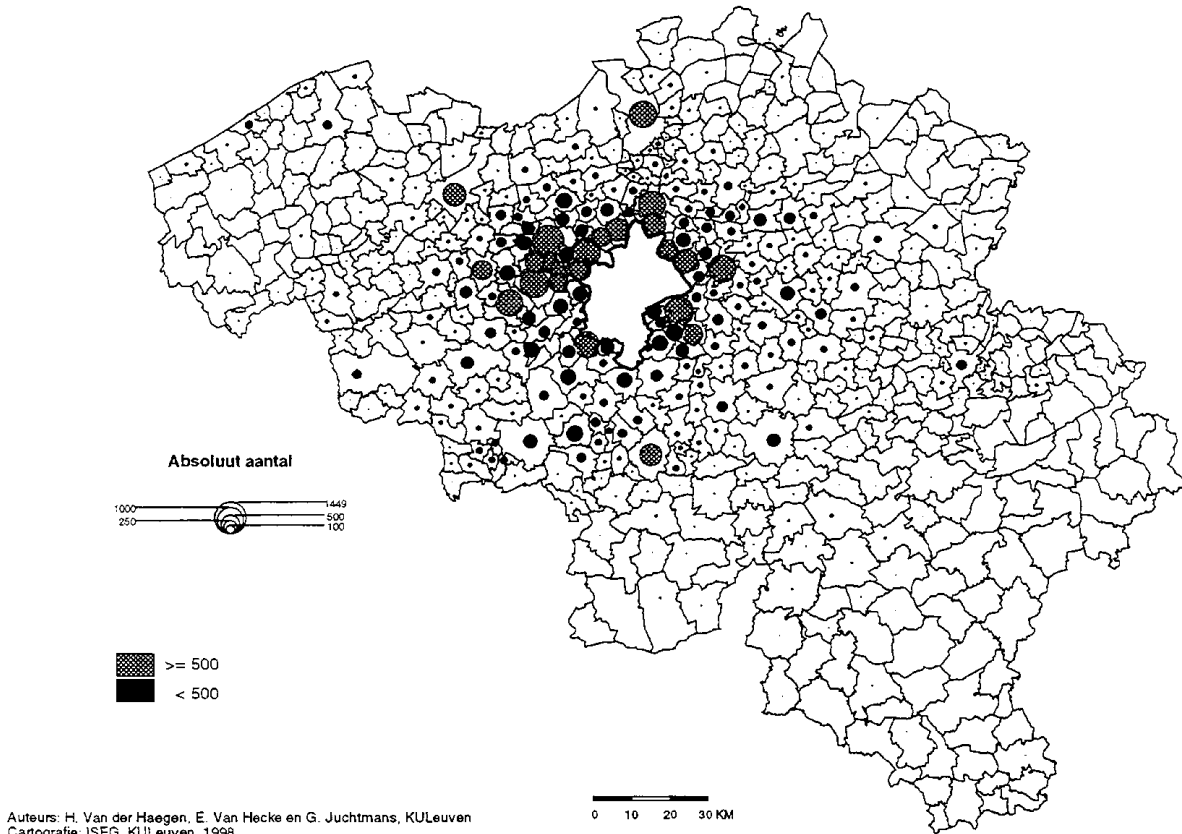 Absoluut aantal
1000 1449
250 500
100
>= 500
< 500
0 10 20 30 KM
Auteurs: H. Van der Haegen, E. Van Hecke en G. Juchtmans, KULeuven
Cartografie: ISEG, KULeuven, 1998